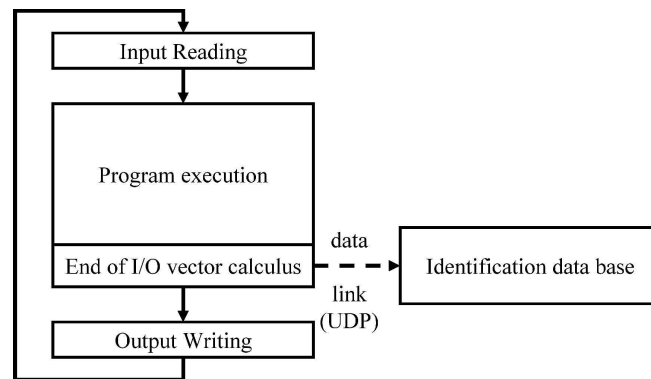 Input Reading
Program execution
data
End of I/O vector calculus
Identification data base
link
(UDP)
Output Writing